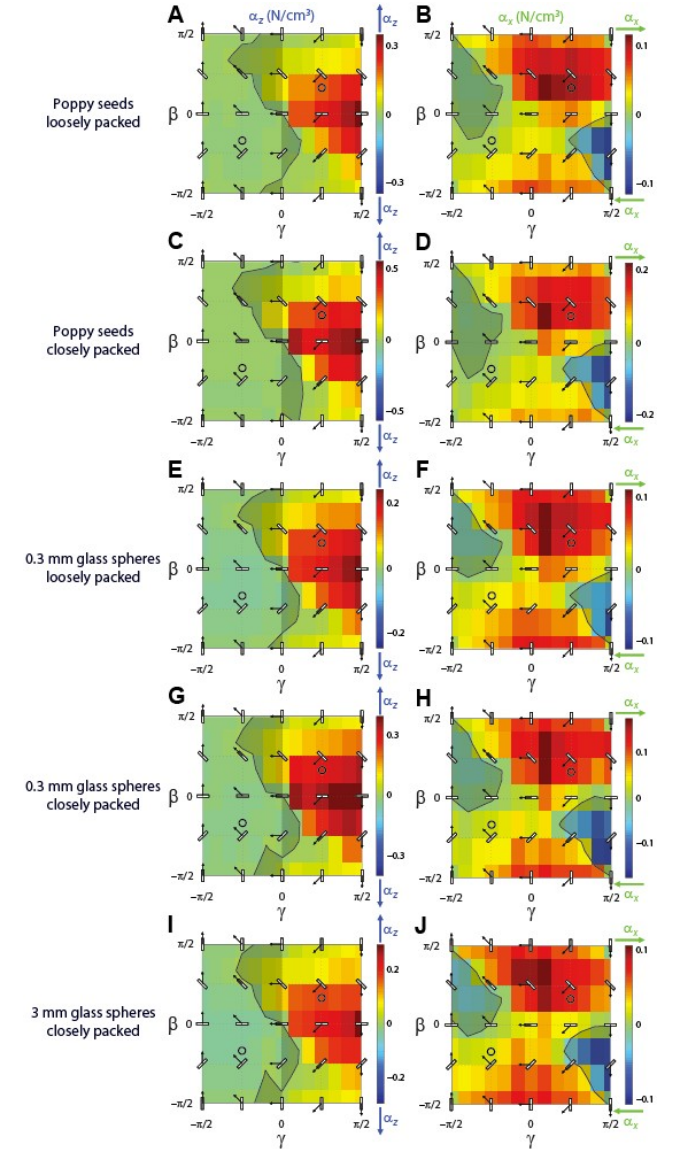 A αz (N/cm³) αz B αx (N/cm³) αx
π/2 0.3 π/2 0.1
Poppy seeds
loosely packed
β 0 0 β 0 0
−π/2 −0.3 −π/2 −0.1
−π/2 0 π/2 αz −π/2 0 π/2 αx
γ γ
C αz D αx
π/2 0.5 π/2 0.2
Poppy seeds
closely packed
β 0 0 β 0 0
−π/2 −0.5 −π/2 −0.2
−π/2 0 π/2 αz −π/2 0 π/2 αx
γ γ
E αz F αx
π/2 0.2 π/2 0.1
0.3 mm glass spheres
loosely packed
β 0 0 β 0 0
−π/2 −0.2 −π/2 −0.1
−π/2 0 π/2 αz −π/2 0 π/2 αx
γ γ
G αz H αx
π/2 0.3 π/2 0.1
0.3 mm glass spheres
closely packed
β 0 0 β 0 0
−π/2 −0.3 −π/2 −0.1
−π/2 0 π/2 αz −π/2 0 π/2 αx
γ γ
I αz J αx
π/2 0.2 π/2 0.1
3 mm glass spheres
closely packed
β 0 0 β 0 0
−π/2 −0.2 −π/2 −0.1
−π/2 0 π/2 αz −π/2 0 π/2 αx
γ γ